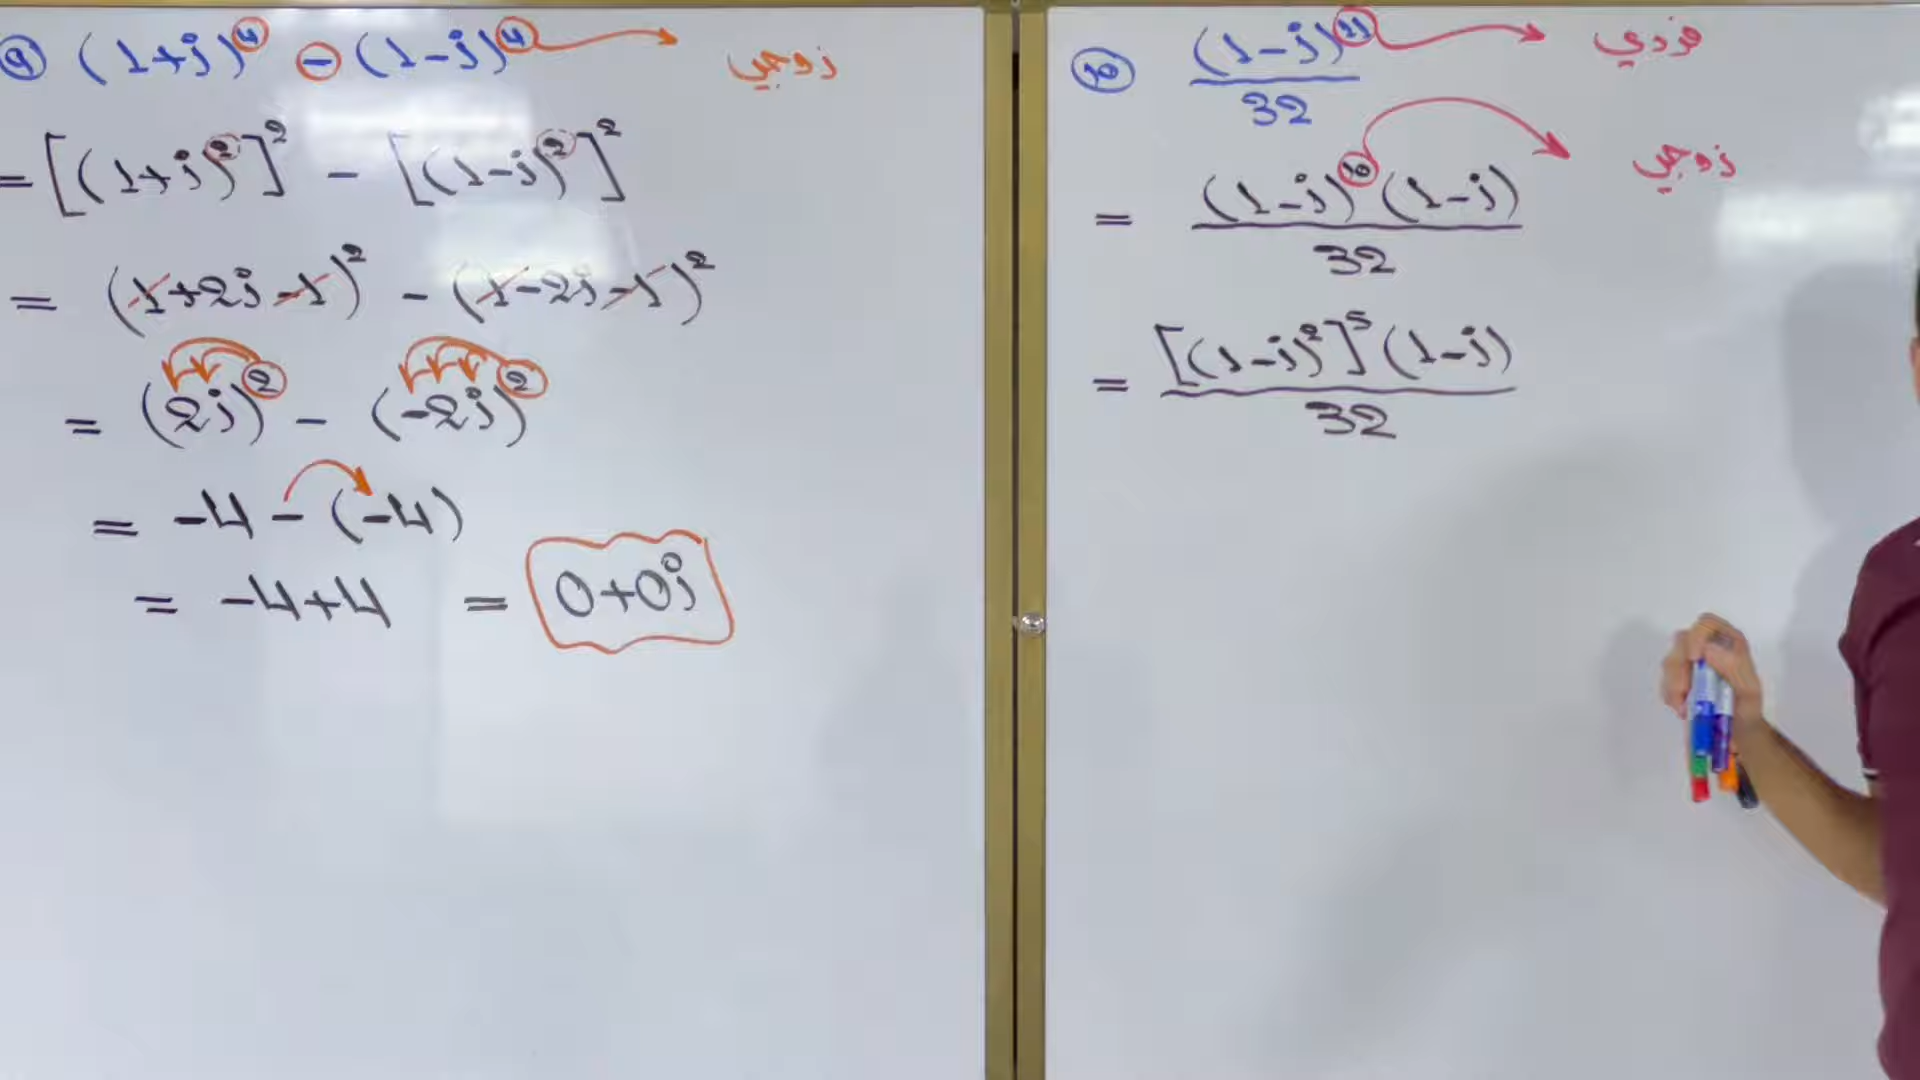 9 (1+i)⁴ − (1−i)⁴ زوجي
= [(1+i)²]² − [(1−i)²]²
= (1+2i−1)² − (1−2i−1)²
= (2i)² − (−2i)²
= −4 − (−4)
= −4+4 = 0+0i
10 (1−i)¹¹ / 32 فردي
= (1−i)¹⁰ (1−i) / 32 زوجي
= [(1−i)²]⁵ (1−i) / 32